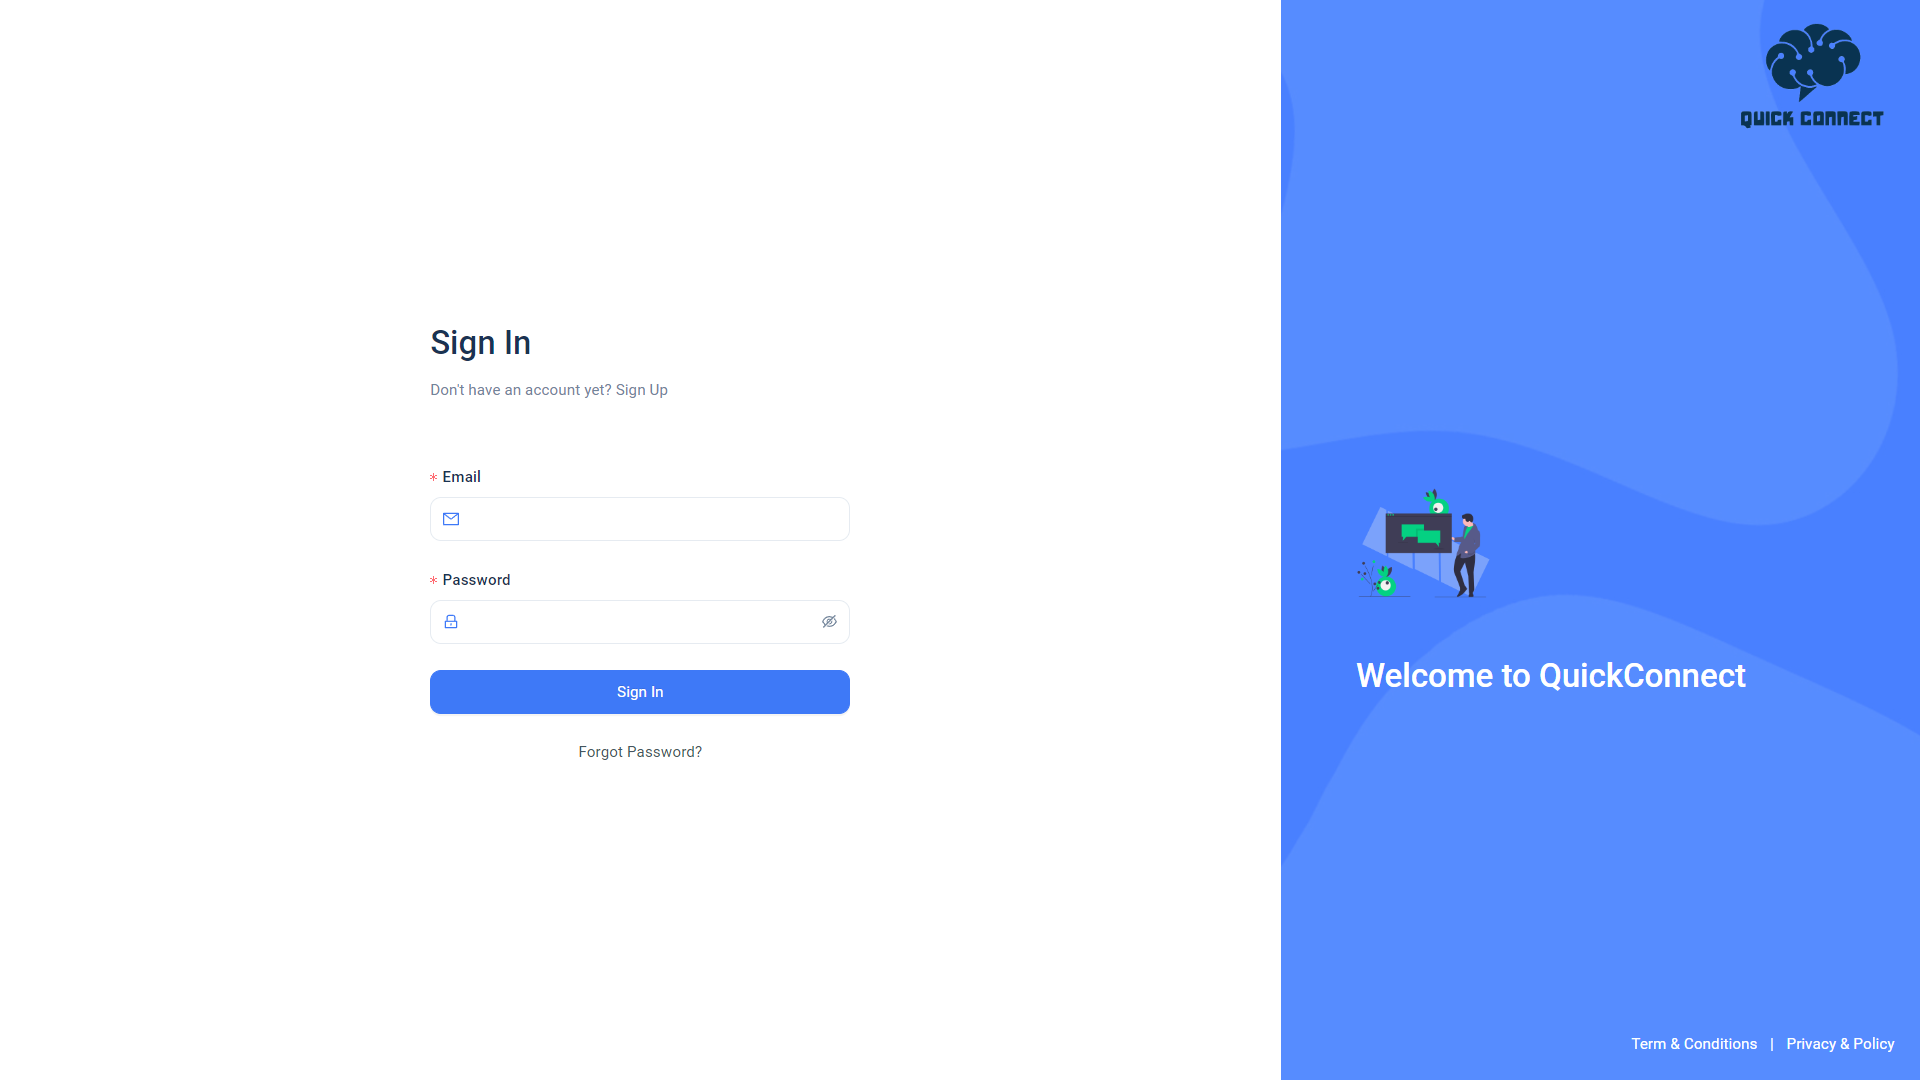 Sign In
Don't have an account yet? Sign Up
* Email
* Password
Sign In
Forgot Password?
QUICK CONNECT
Welcome to QuickConnect
Term & Conditions | Privacy & Policy